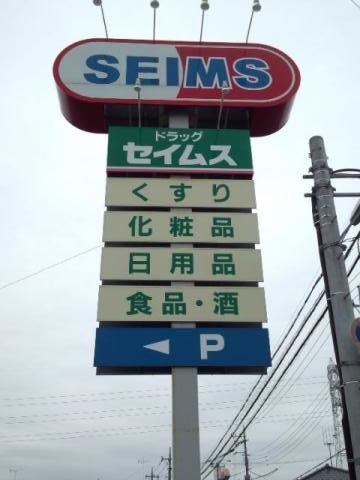 SEIMS
ドラッグ
セイムス
くすり
化粧品
日用品
食品・酒
◄ P